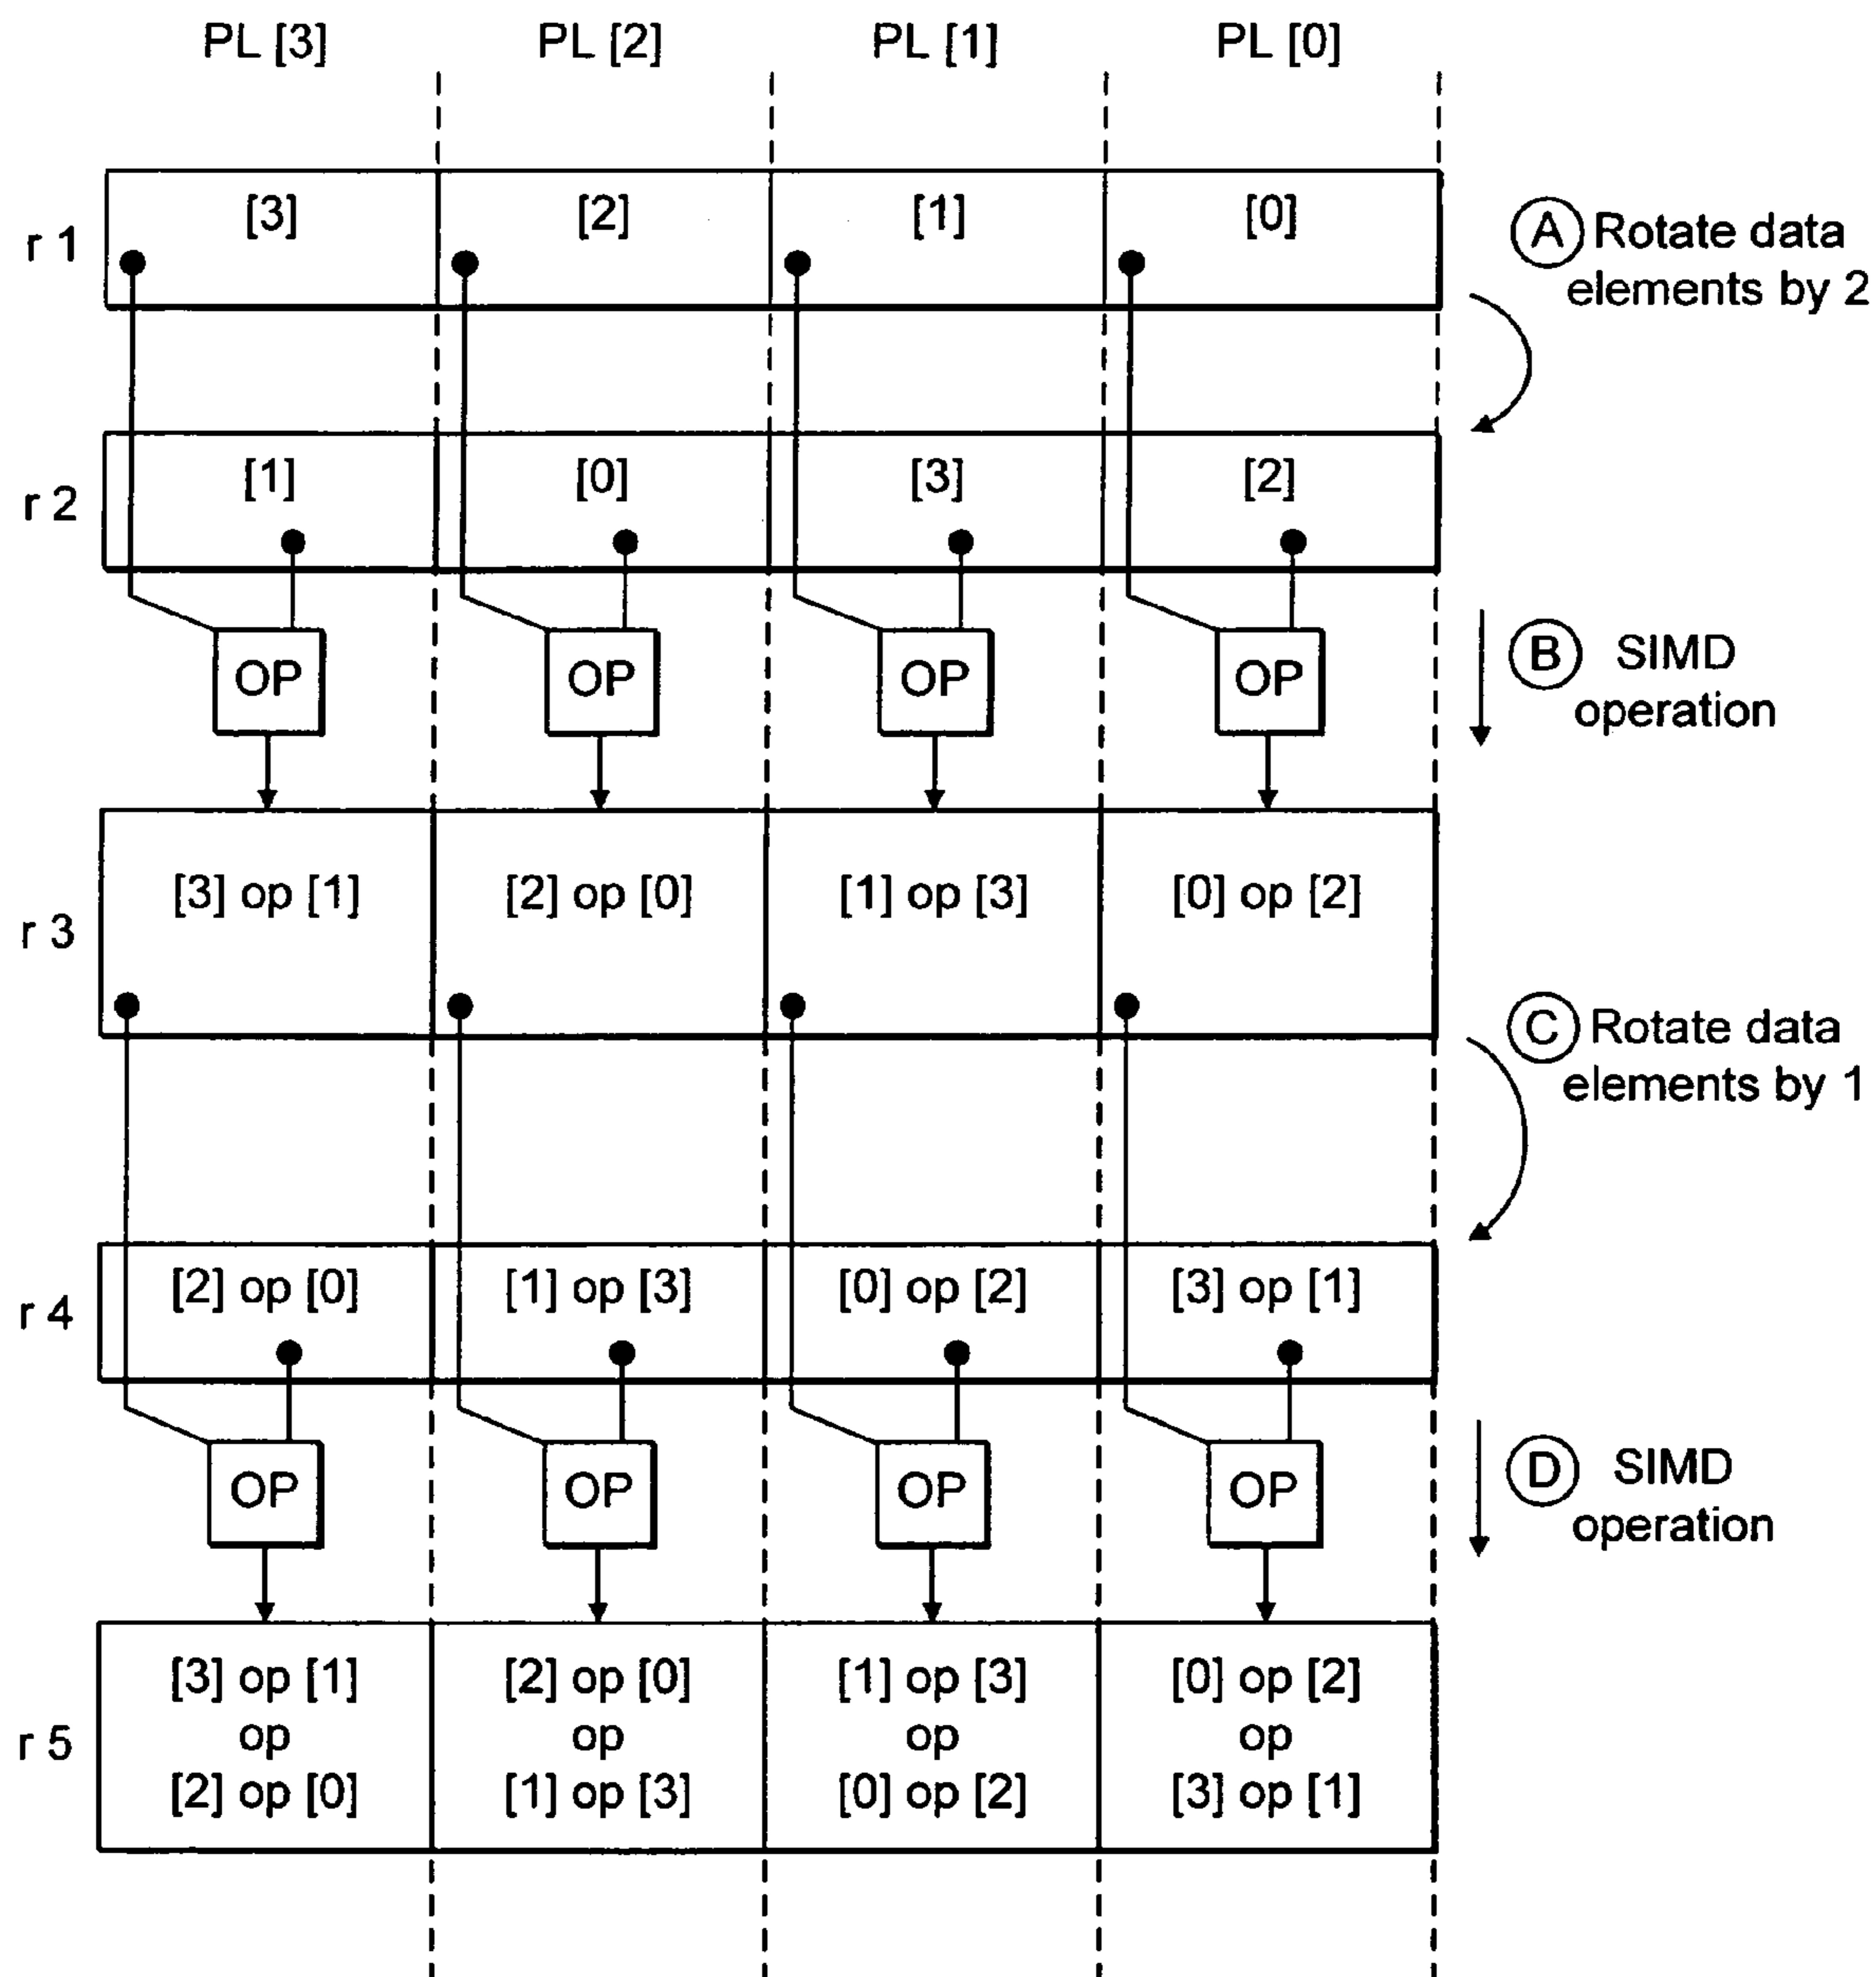 PL [3] PL [2] PL [1] PL [0]
r 1 [3] [2] [1] [0]
Ⓐ Rotate data
elements by 2
r 2 [1] [0] [3] [2]
OP OP OP OP
Ⓑ SIMD
operation
r 3 [3] op [1] [2] op [0] [1] op [3] [0] op [2]
Ⓒ Rotate data
elements by 1
r 4 [2] op [0] [1] op [3] [0] op [2] [3] op [1]
OP OP OP OP
Ⓓ SIMD
operation
[3] op [1] [2] op [0] [1] op [3] [0] op [2]
r 5 op op op op
[2] op [0] [1] op [3] [0] op [2] [3] op [1]